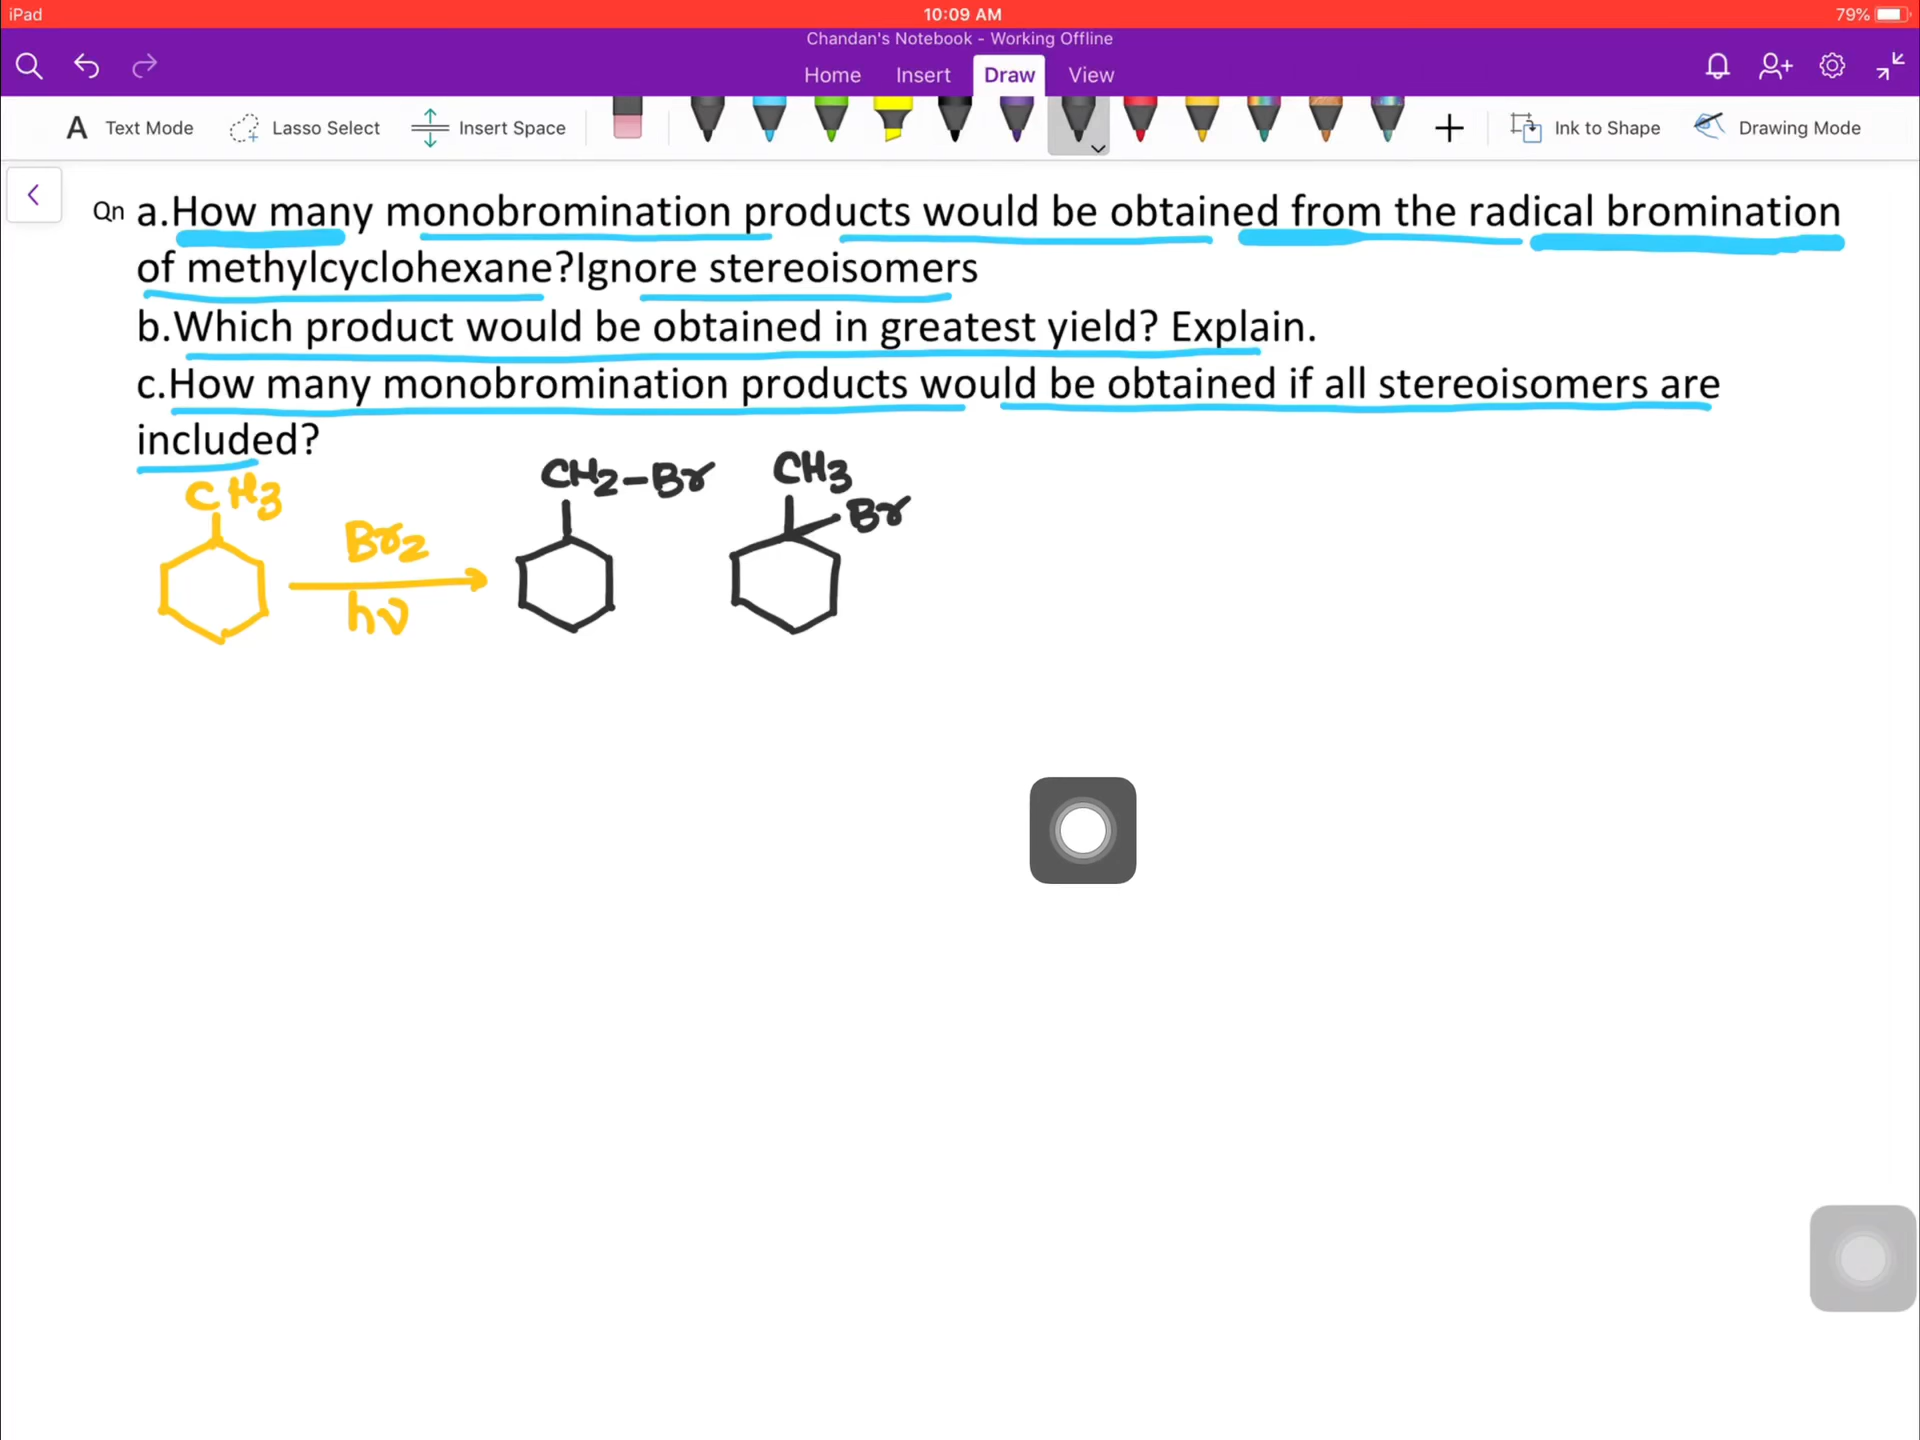 iPad
10:09 AM
79%
Chandan's Notebook - Working Offline
Home Insert Draw View
A Text Mode Lasso Select Insert Space Ink to Shape Drawing Mode
Qn a.How many monobromination products would be obtained from the radical bromination
of methylcyclohexane?Ignore stereoisomers
b.Which product would be obtained in greatest yield? Explain.
c.How many monobromination products would be obtained if all stereoisomers are
included?
CH3
Br2
hν
CH2-Br
CH3
Br